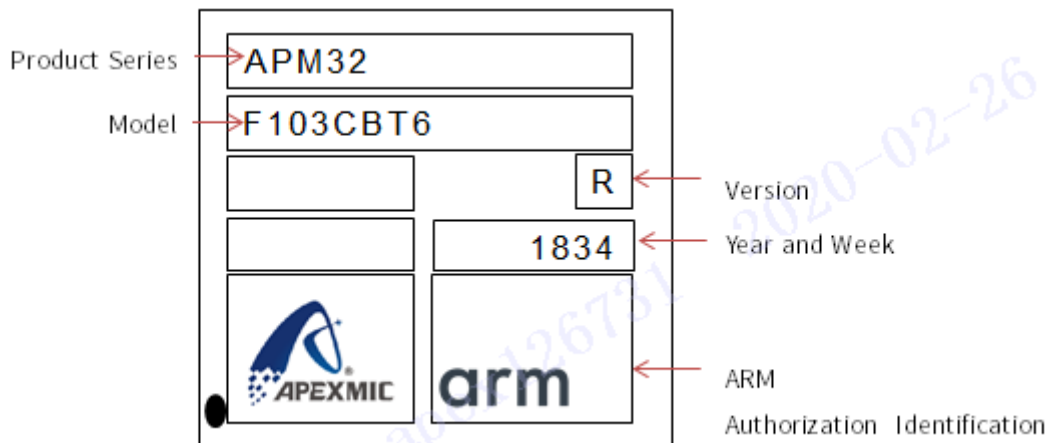 Product Series
APM32
Model
F103CBT6
R
Version
1834
Year and Week
APEXMIC
®
arm
ARM
Authorization Identification
2020-02-26